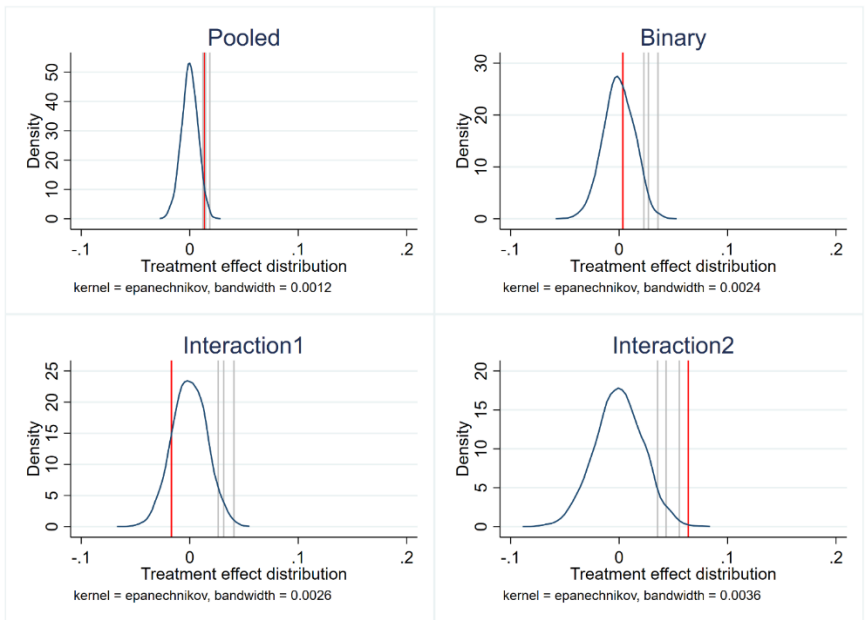 Pooled
Density
0 10 20 30 40 50
-.1 0 .1 .2
Treatment effect distribution
kernel = epanechnikov, bandwidth = 0.0012
Binary
Density
0 10 20 30
-.1 0 .1 .2
Treatment effect distribution
kernel = epanechnikov, bandwidth = 0.0024
Interaction1
Density
0 5 10 15 20 25
-.1 0 .1 .2
Treatment effect distribution
kernel = epanechnikov, bandwidth = 0.0026
Interaction2
Density
0 5 10 15 20
-.1 0 .1 .2
Treatment effect distribution
kernel = epanechnikov, bandwidth = 0.0036